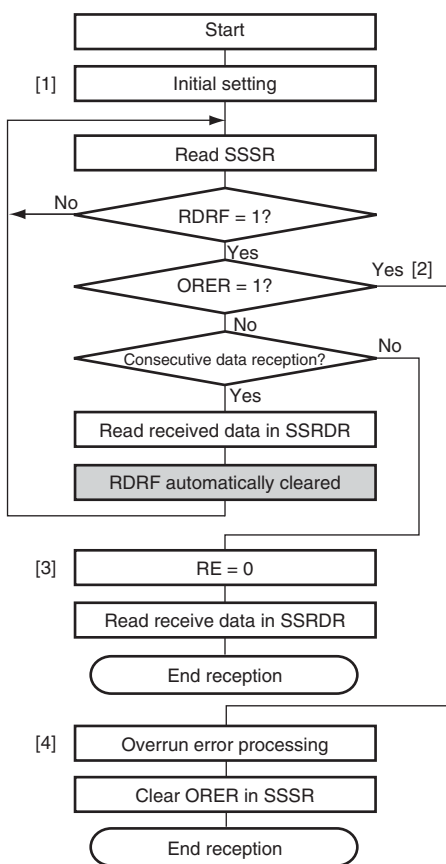 Start
[1] Initial setting
Read SSSR
No
RDRF = 1?
Yes
ORER = 1?
Yes [2]
No
Consecutive data reception?
No
Yes
Read received data in SSRDR
RDRF automatically cleared
[3] RE = 0
Read receive data in SSRDR
End reception
[4] Overrun error processing
Clear ORER in SSSR
End reception